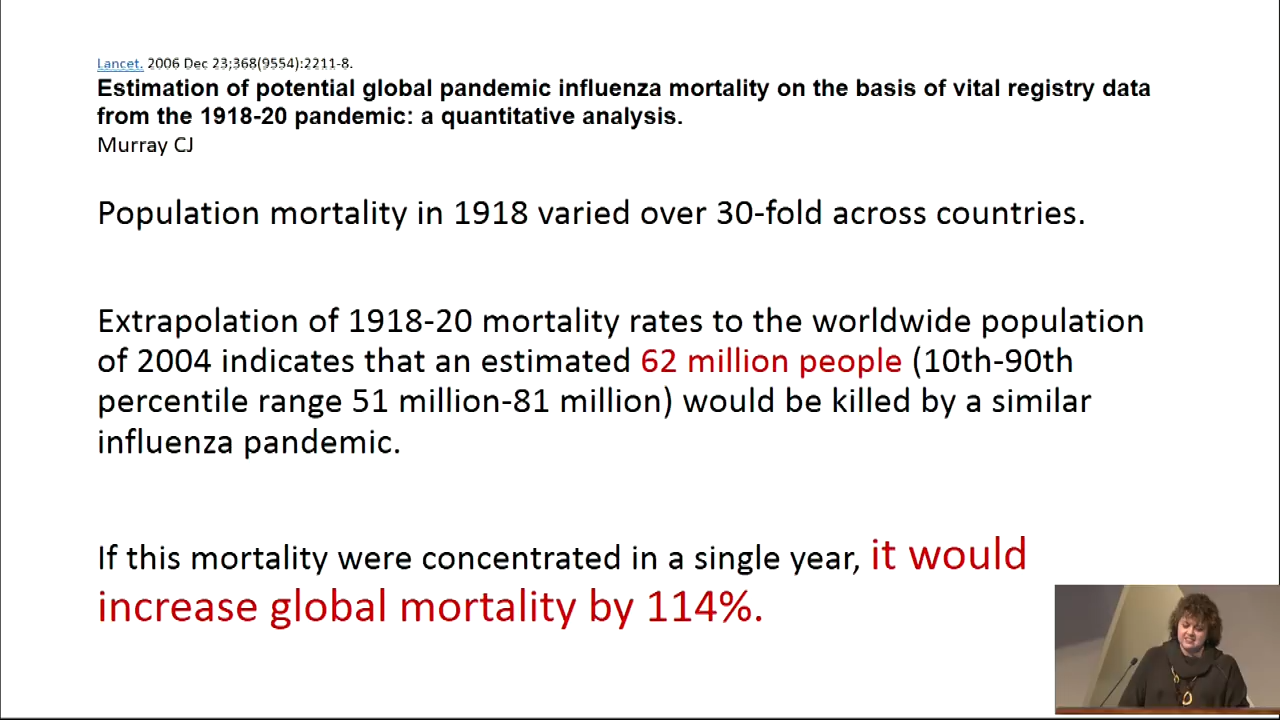 Lancet. 2006 Dec 23;368(9554):2211-8.
Estimation of potential global pandemic influenza mortality on the basis of vital registry data
from the 1918-20 pandemic: a quantitative analysis.
Murray CJ
Population mortality in 1918 varied over 30-fold across countries.
Extrapolation of 1918-20 mortality rates to the worldwide population
of 2004 indicates that an estimated 62 million people (10th-90th
percentile range 51 million-81 million) would be killed by a similar
influenza pandemic.
If this mortality were concentrated in a single year, it would
increase global mortality by 114%.